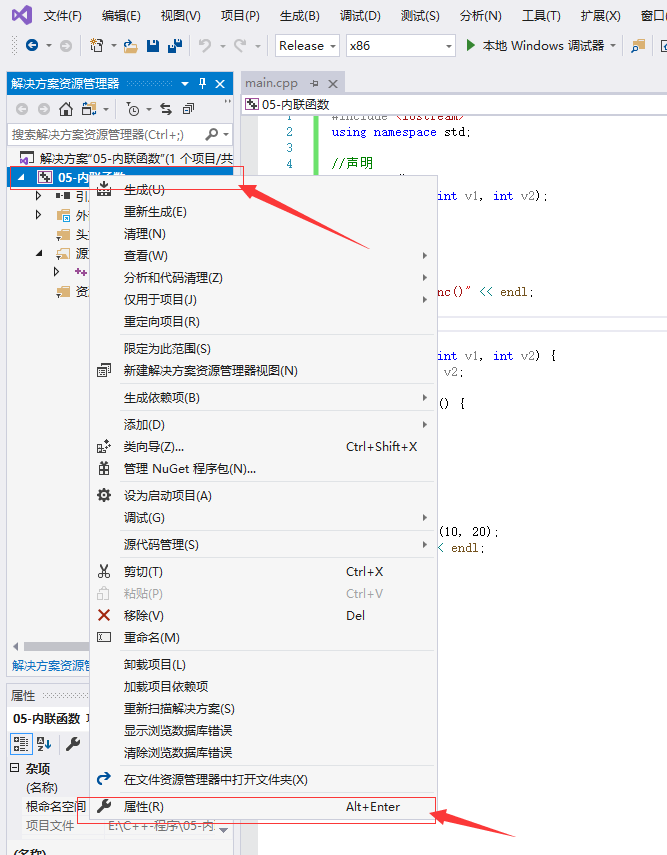 文件(F) 编辑(E) 视图(V) 项目(P) 生成(B) 调试(D) 测试(S) 分析(N) 工具(T) 扩展(X) 窗口
Release x86 本地 Windows 调试器
解决方案资源管理器
main.cpp
05-内联函数
搜索解决方案资源管理器(Ctrl+;)
解决方案"05-内联函数"(1 个项目/共
05-内联函数
引
外
头
源
资
1 #include <iostream>
2 using namespace std;
3
4 //声明
int v1, int v2);
nc()" << endl;
int v1, int v2) {
v2;
() {
(10, 20);
< endl;
生成(U)
重新生成(E)
清理(N)
查看(W)
分析和代码清理(Z)
仅用于项目(J)
重定向项目(R)
限定为此范围(S)
新建解决方案资源管理器视图(N)
生成依赖项(B)
添加(D)
类向导(Z)... Ctrl+Shift+X
管理 NuGet 程序包(N)...
设为启动项目(A)
调试(G)
源代码管理(S)
剪切(T) Ctrl+X
粘贴(P) Ctrl+V
移除(V) Del
重命名(M)
卸载项目(L)
加载项目依赖项
重新扫描解决方案(S)
显示浏览数据库错误
清除浏览数据库错误
在文件资源管理器中打开文件夹(X)
属性(R) Alt+Enter
解决方案资源管
属性
05-内联函数
杂项
(名称)
根命名空间
项目文件 E:\C++-程序\05-内
(名称)